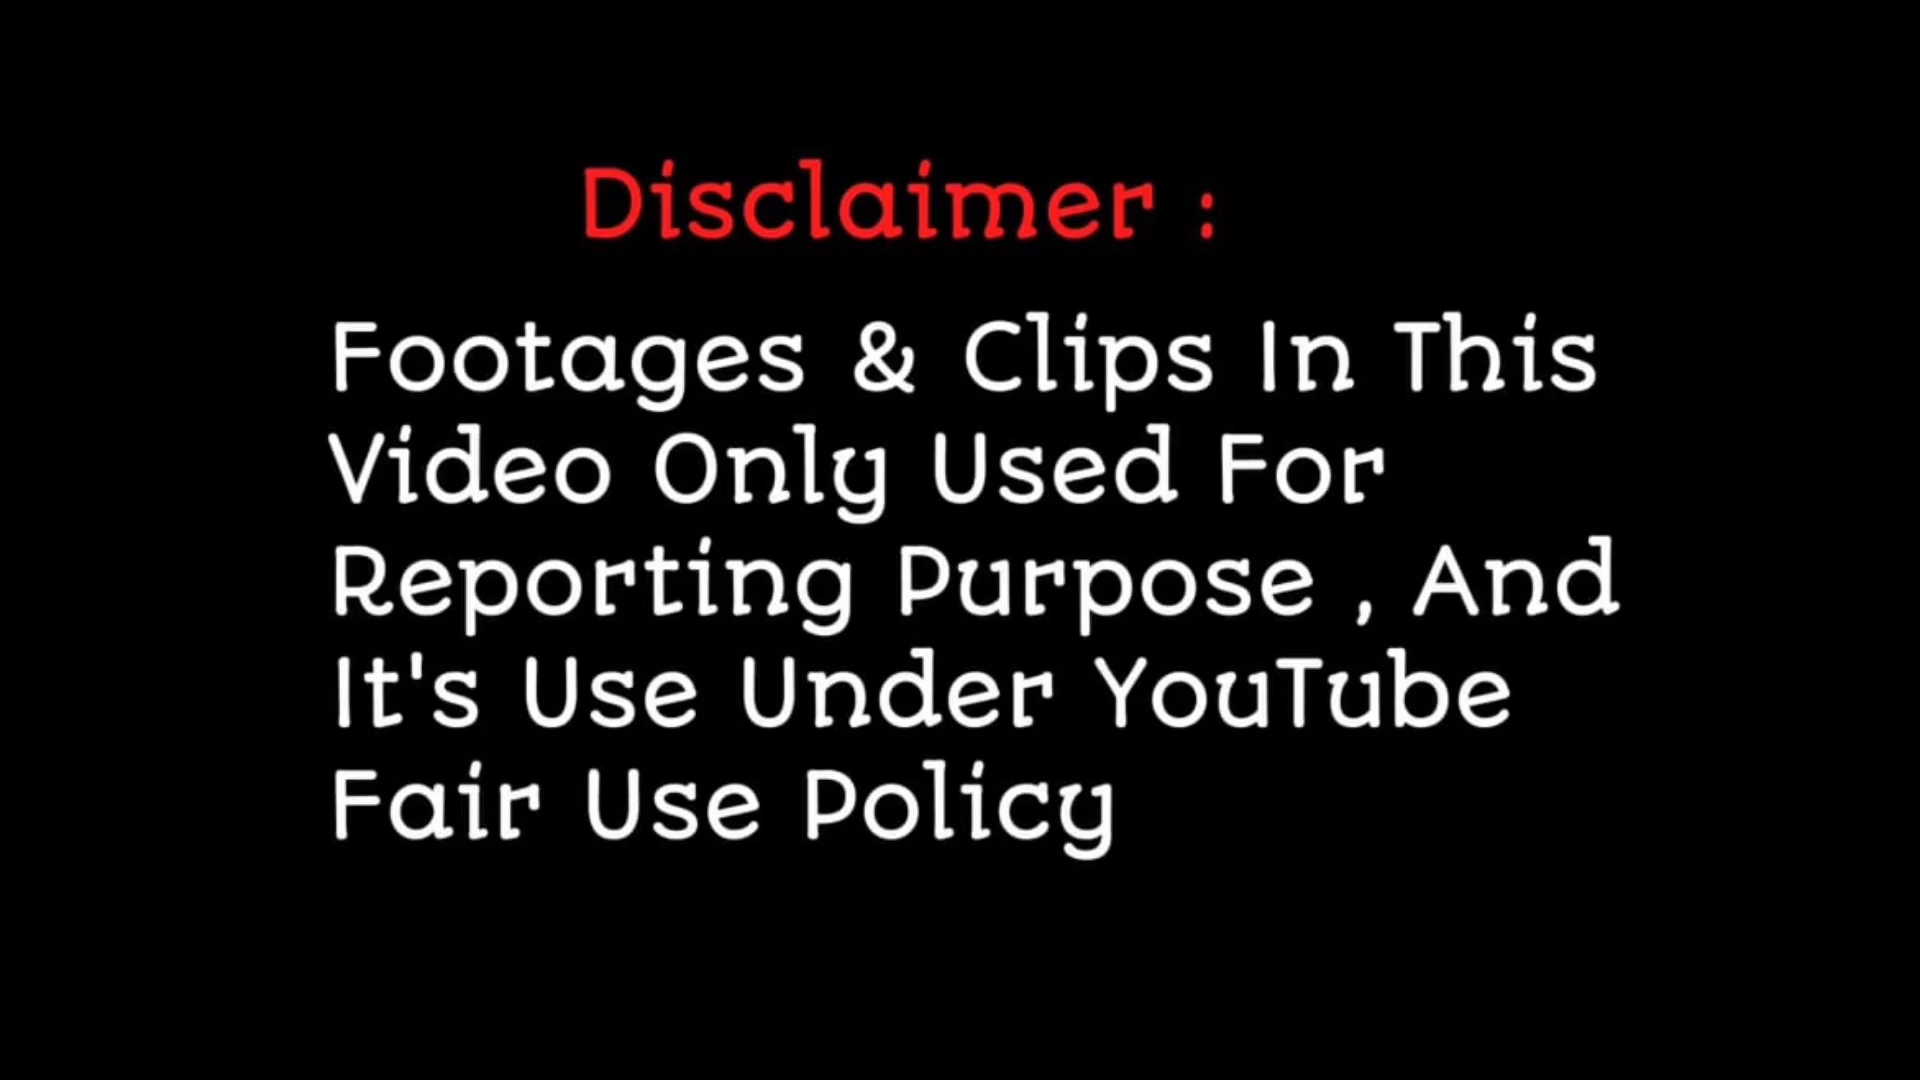 Disclaimer :
Footages & Clips In This
Video Only Used For
Reporting Purpose , And
It's Use Under YouTube
Fair Use Policy